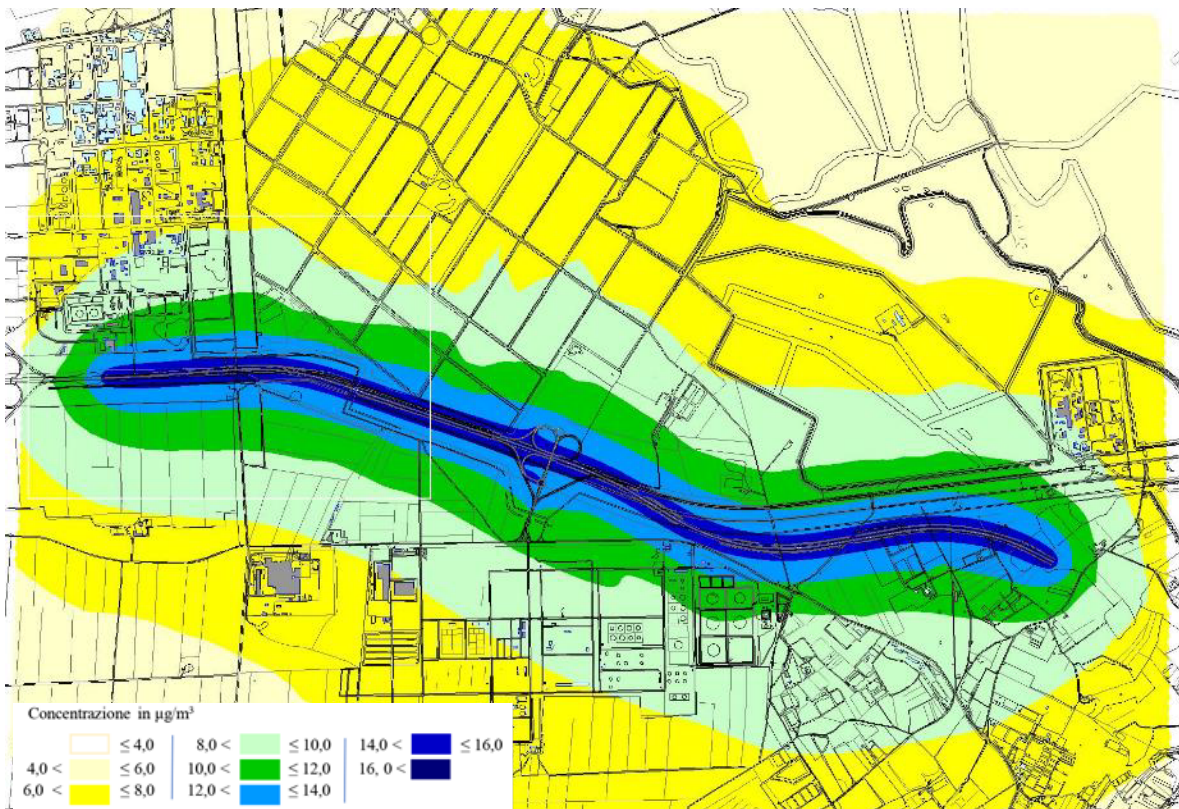 Concentrazione in µg/m³
≤ 4,0 8,0 < ≤ 10,0 14,0 < ≤ 16,0
4,0 < ≤ 6,0 10,0 < ≤ 12,0 16, 0 <
6,0 < ≤ 8,0 12,0 < ≤ 14,0